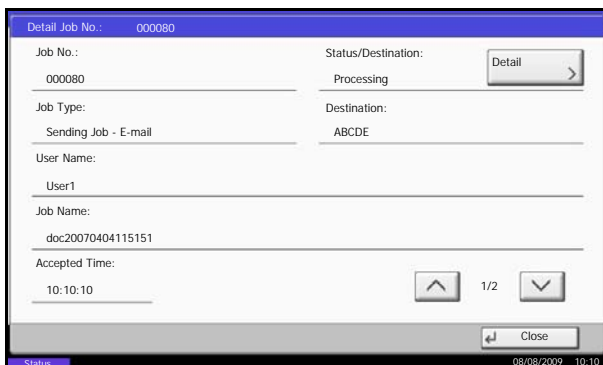 Detail Job No.: 000080
Job No.:
000080
Status/Destination:
Processing
Detail
Job Type:
Sending Job - E-mail
Destination:
ABCDE
User Name:
User1
Job Name:
doc20070404115151
Accepted Time:
10:10:10
1/2
Close
Status
08/08/2009 10:10